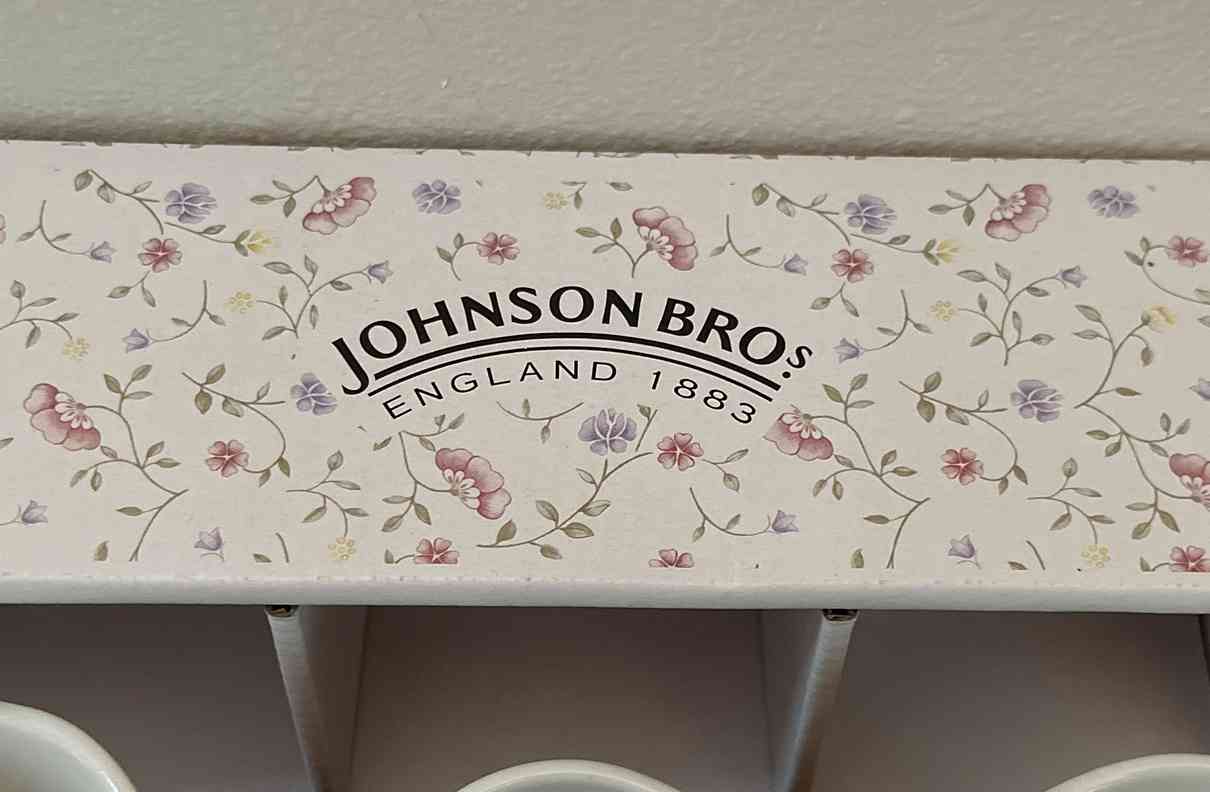 JOHNSON BROS.
ENGLAND 1883